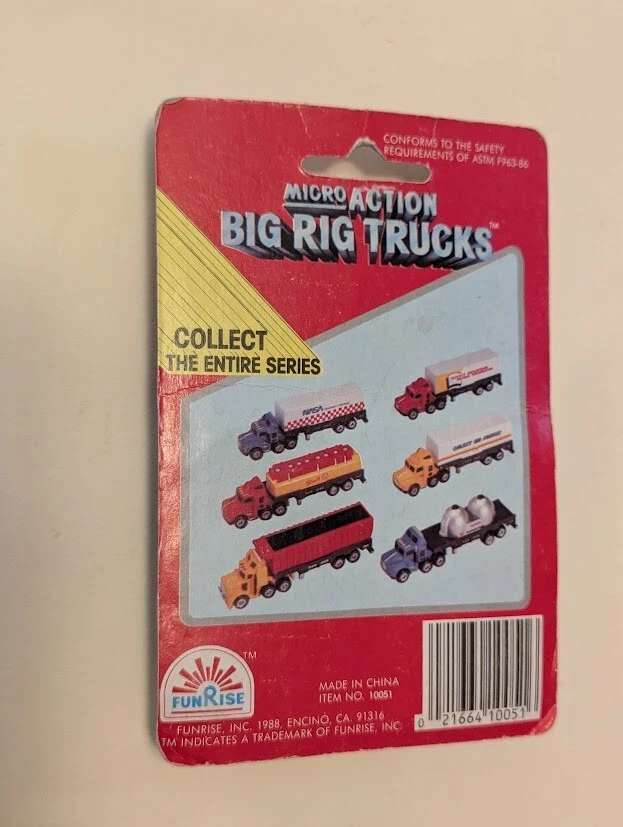 CONFORMS TO THE SAFETY
REQUIREMENTS OF ASTM F963-86
MICRO ACTION
BIG RIG TRUCKS™
COLLECT
THE ENTIRE SERIES
NASA
Shell
FUNRISE
TM
MADE IN CHINA
ITEM NO. 10051
FUNRISE, INC. 1988, ENCINO, CA. 91316
TM INDICATES A TRADEMARK OF FUNRISE, INC.
0 21664 10051